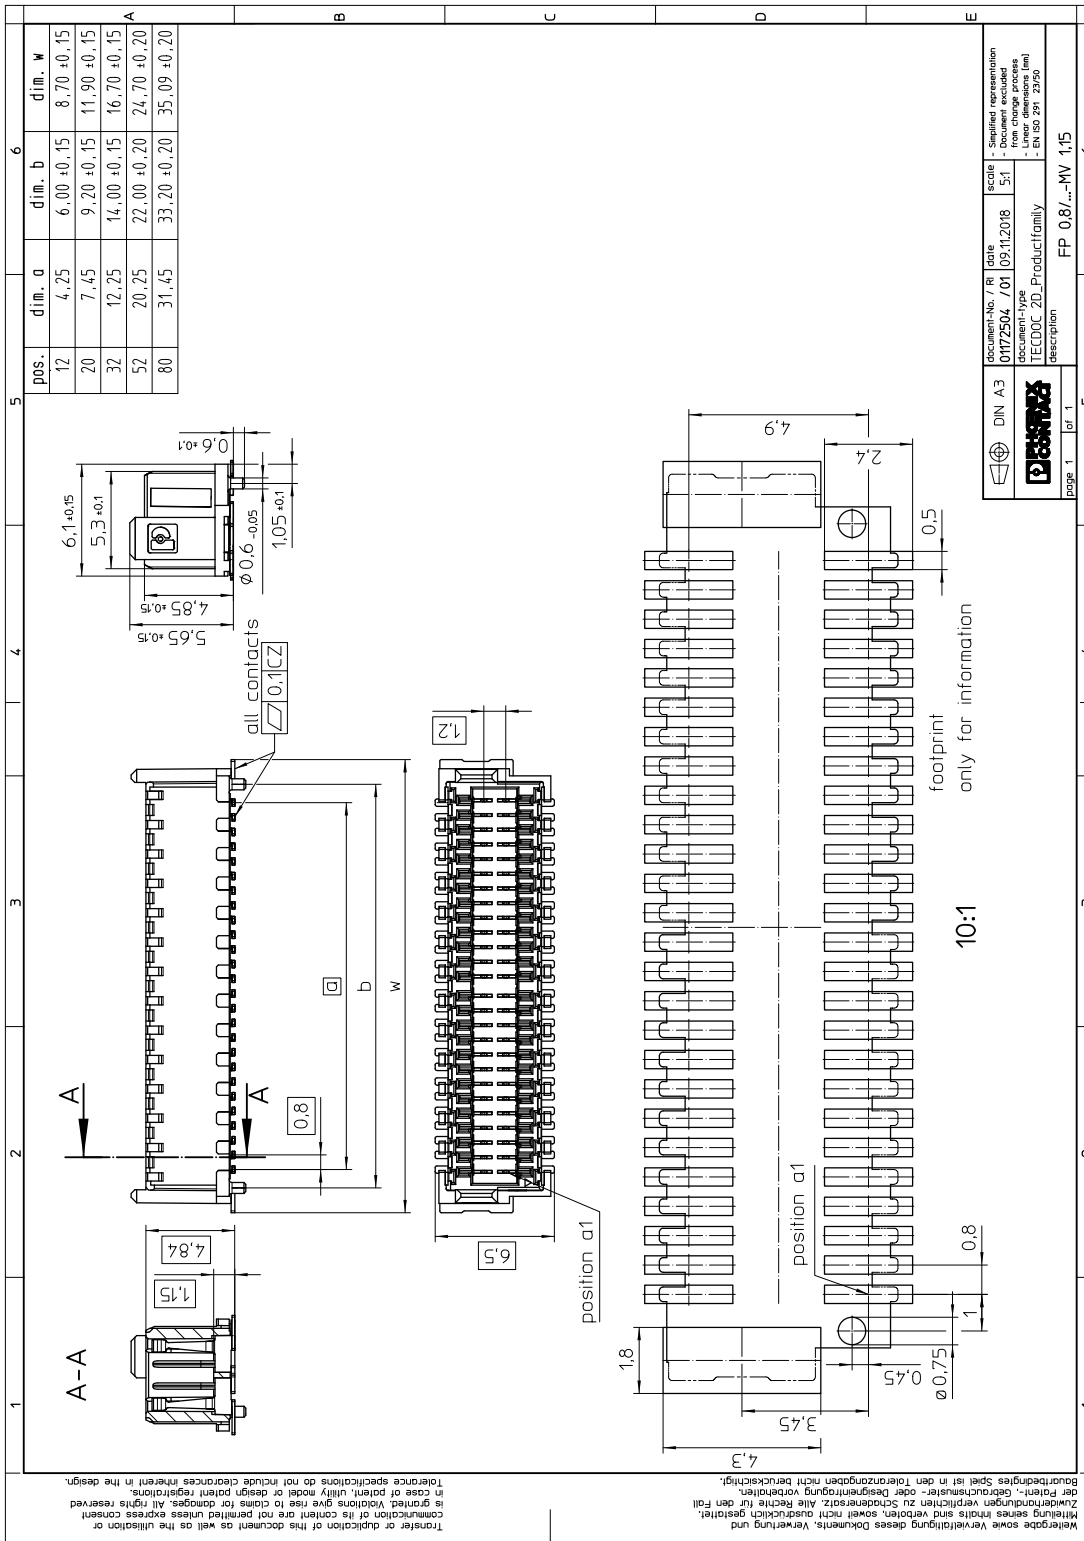 pos. dim. a dim. b dim. w
12 4,25 6,00 ±0,15 8,70 ±0,15
20 7,45 9,20 ±0,15 11,90 ±0,15
32 12,25 14,00 ±0,15 16,70 ±0,15
52 20,25 22,00 ±0,20 24,70 ±0,20
80 31,45 33,20 ±0,20 35,09 ±0,20
A
B
C
D
E
1
2
3
4
5
6
A-A
1,15
4,84
A
A
0,8
a
b
w
all contacts
0,1CZ
6,1 ±0,15
5,3 ±0,1
4,85 ±0,15
5,65 ±0,15
0,6 ±0,1
ø0,6 -0,05
1,05 ±0,1
6,5
1,2
position a1
4,9
2,4
0,5
footprint
only for information
10:1
position a1
0,8
1
ø0,75
0,45
3,45
4,3
1,8
DIN A3
PHOENIX
CONTACT
page 1 of 1
document-No. / RI
01172504 / 01
date
09.11.2018
scale
5:1
- Simplified representation
- Document excluded
from change process
- Linear dimensions [mm]
- EN ISO 291 23/50
document-type
TECDOC 2D_Productfamily
description
FP 0,8/...-MV 1,15
Weitergabe sowie Vervielfältigung dieses Dokuments, Verwertung und
Mitteilung seines Inhalts sind verboten, soweit nicht ausdrücklich gestattet.
Zuwiderhandlungen verpflichten zu Schadenersatz. Alle Rechte für den Fall
der Patent-, Gebrauchsmuster- oder Designeintragung vorbehalten.
Bauartbedingtes Spiel ist in den Toleranzangaben nicht berücksichtigt.
Transfer or duplication of this document as well as the utilisation or
communication of its content are not permitted unless express consent
is granted. Violations give rise to claims for damages. All rights reserved
in case of patent, utility model or design patent registrations.
Tolerance specifications do not include clearances inherent in the design.